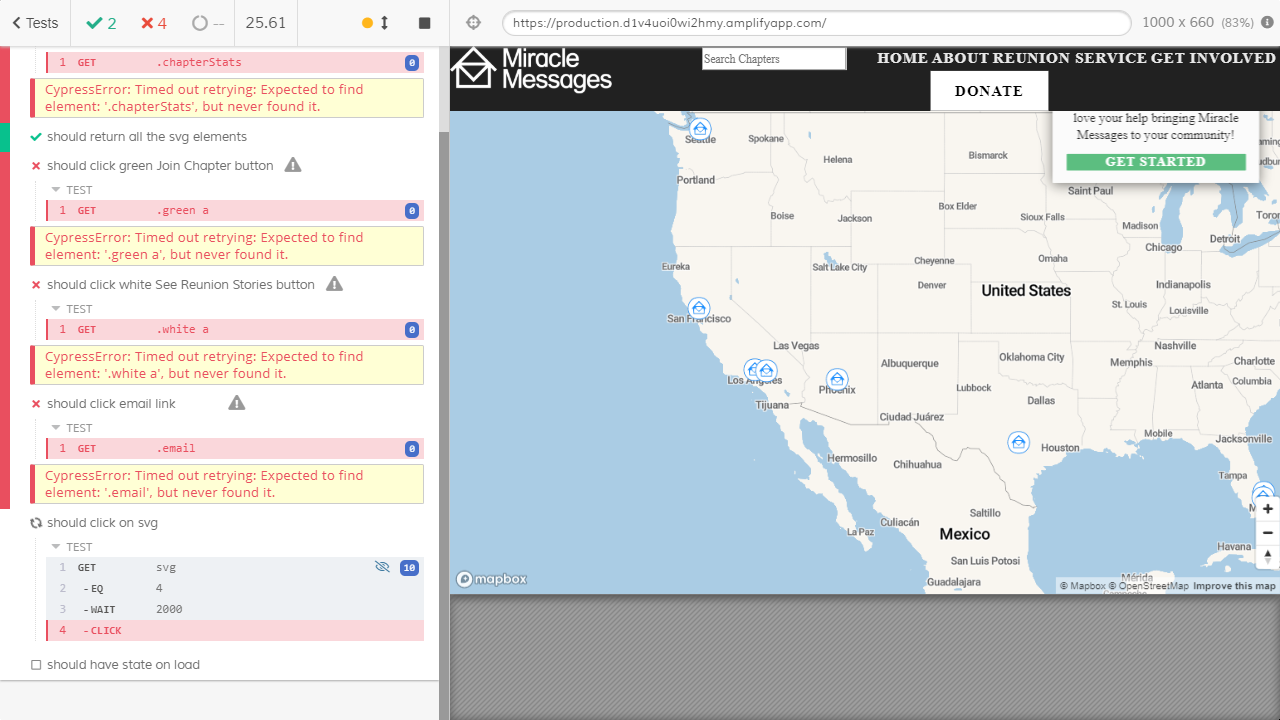 Tests
2
4
--
25.61
https://production.d1v4uoi0wi2hmy.amplifyapp.com/
1000 x 660 (83%)
1 GET .chapterStats 0
CypressError: Timed out retrying: Expected to find
element: '.chapterStats', but never found it.
should return all the svg elements
should click green Join Chapter button
TEST
1 GET .green a 0
CypressError: Timed out retrying: Expected to find
element: '.green a', but never found it.
should click white See Reunion Stories button
TEST
1 GET .white a 0
CypressError: Timed out retrying: Expected to find
element: '.white a', but never found it.
should click email link
TEST
1 GET .email 0
CypressError: Timed out retrying: Expected to find
element: '.email', but never found it.
should click on svg
TEST
1 GET svg 10
2 -EQ 4
3 -WAIT 2000
4 -CLICK
should have state on load
Miracle
Messages
Search Chapters
HOME ABOUT REUNION SERVICE GET INVOLVED
DONATE
love your help bringing Miracle
Messages to your community!
GET STARTED
Seattle
Spokane
Helena
Bismarck
Portland
Saint Paul
Boise
Jackson
Box Elder
Sioux Falls
Madison
Toro
Detroit
Chicago
Eureka
Salt Lake City
Cheyenne
Omaha
Denver
United States
Indianapolis
St. Louis
Louisville
San Francisco
Las Vegas
Nashville
Albuquerque
Oklahoma City
Memphis
Charlotte
Los Angeles
Phoenix
Lubbock
Atlanta
Columbia
Tijuana
Dallas
Ciudad Juárez
Mobile
Jacksonville
Houston
Hermosillo
Chihuahua
Tampa
Saltillo
Culiacán
La Paz
Mexico
Havana
San Luis Potosi
Mérida
Guadalajara
mapbox
© Mapbox © OpenStreetMap Improve this map